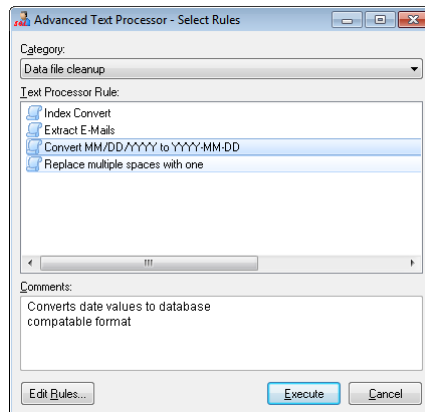 Advanced Text Processor - Select Rules
Category:
Data file cleanup
Text Processor Rule:
Index Convert
Extract E-Mails
Convert MM/DD/YYYY to YYYY-MM-DD
Replace multiple spaces with one
Comments:
Converts date values to database
compatable format
Edit Rules... Execute Cancel